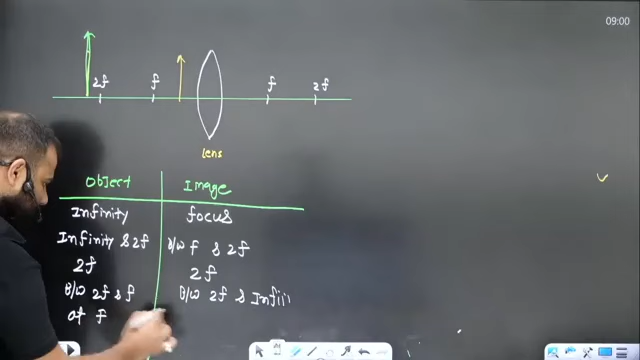 09:00
2f f f 2f
lens
Object Image
Infinity focus
Infinity & 2f B/W f & 2f
2f 2f
B/W 2f & f B/W 2f & Infi
at f